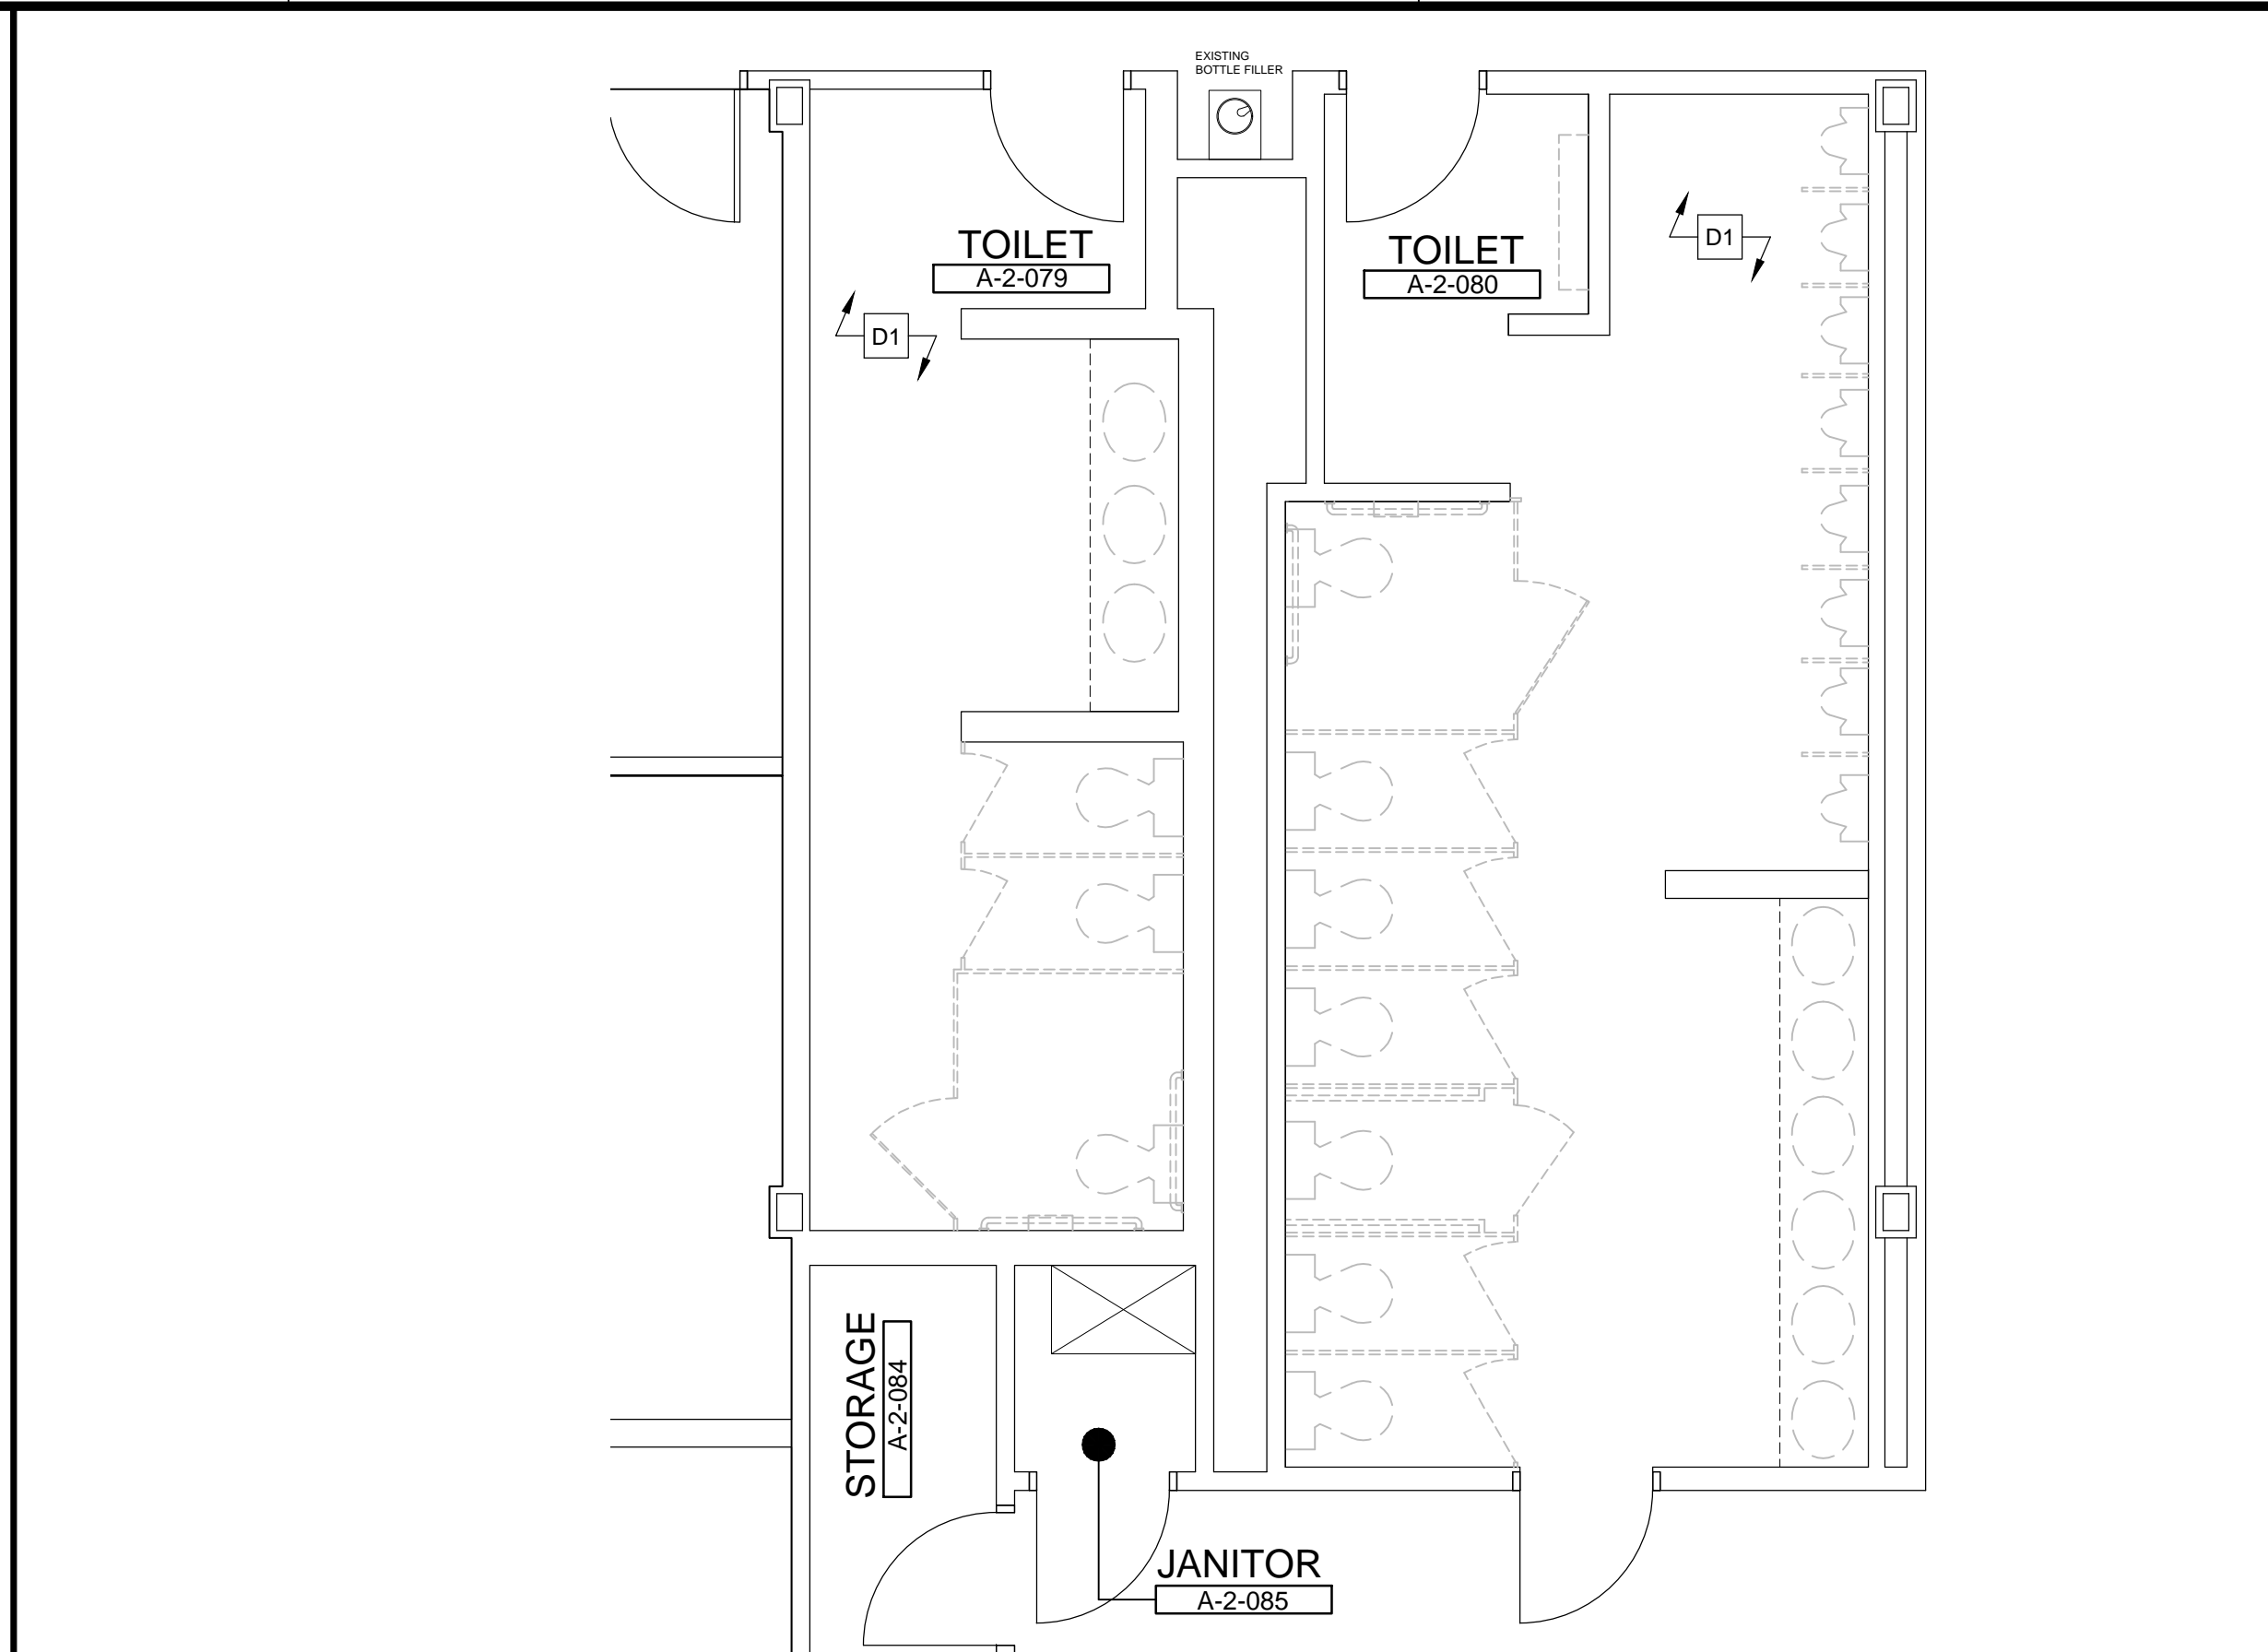 EXISTING
BOTTLE FILLER
TOILET
A-2-079
TOILET
A-2-080
D1
D1
STORAGE
A-2-084
JANITOR
A-2-085